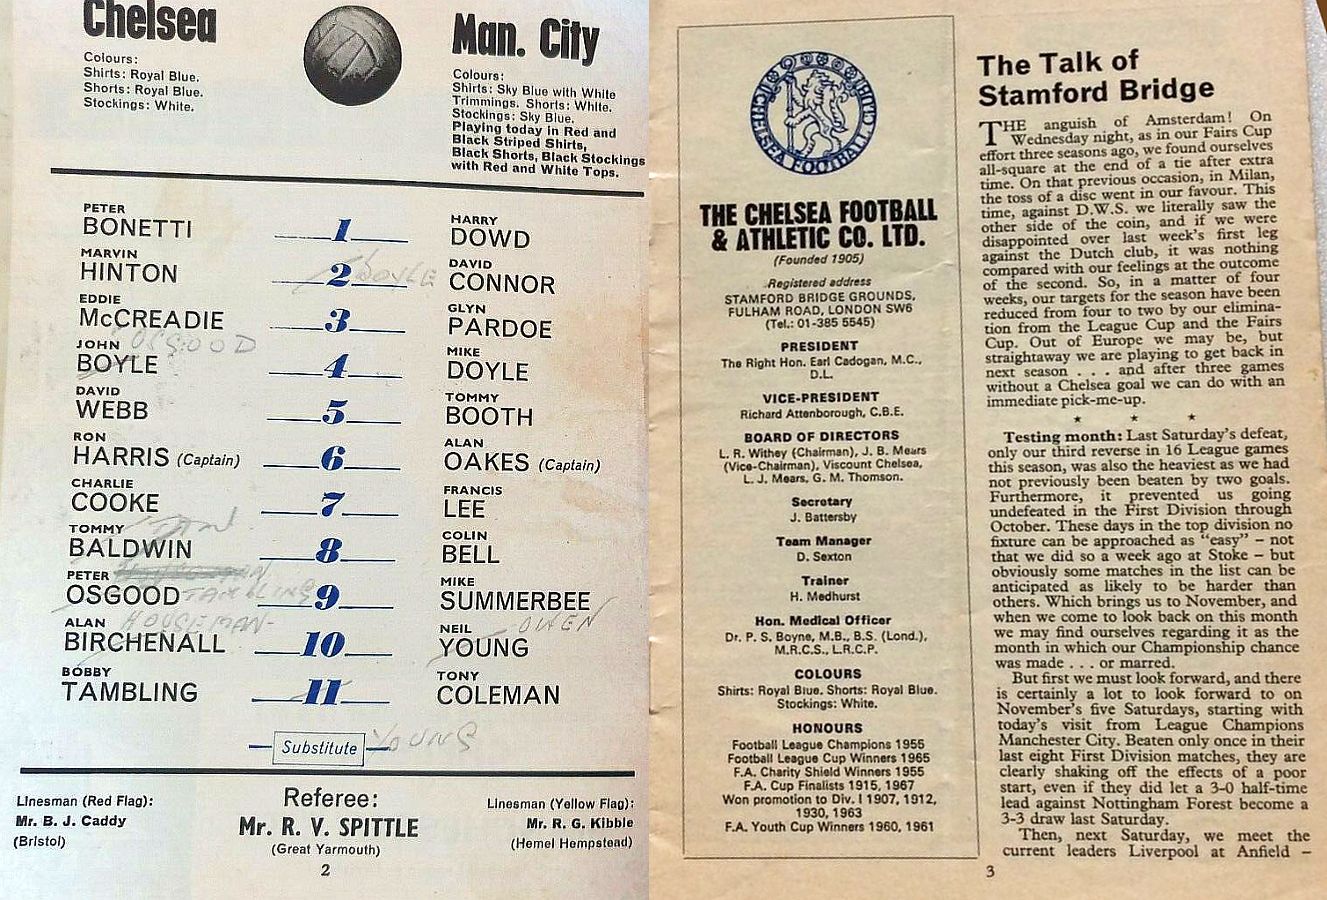 Chelsea
Colours:
Shirts: Royal Blue.
Shorts: Royal Blue.
Stockings: White.
Man. City
Colours:
Shirts: Sky Blue with White
Trimmings. Shorts: White.
Stockings: Sky Blue.
Playing today in Red and
Black Striped Shirts,
Black Shorts, Black Stockings
with Red and White Tops.
PETER
BONETTI
1
HARRY
DOWD
MARVIN
HINTON
2
DOYLE
DAVID
CONNOR
EDDIE
McCREADIE
3
GLYN
PARDOE
OSGOOD
JOHN
BOYLE
4
MIKE
DOYLE
DAVID
WEBB
5
TOMMY
BOOTH
RON
HARRIS (Captain)
6
ALAN
OAKES (Captain)
CHARLIE
COOKE
7
FRANCIS
LEE
TOMMY
BALDWIN
8
COLIN
BELL
PETER
OSGOOD
TAMBLING
9
MIKE
SUMMERBEE
HOUSEMAN
OWEN
ALAN
BIRCHENALL
10
NEIL
YOUNG
BOBBY
TAMBLING
11
TONY
COLEMAN
Substitute
YOUNG
Linesman (Red Flag):
Mr. B. J. Caddy
(Bristol)
Referee:
Mr. R. V. SPITTLE
(Great Yarmouth)
Linesman (Yellow Flag):
Mr. R. G. Kibble
(Hemel Hempstead)
2
CHELSEA FOOTBALL CLUB
THE CHELSEA FOOTBALL
& ATHLETIC CO. LTD.
(Founded 1905)
Registered address
STAMFORD BRIDGE GROUNDS,
FULHAM ROAD, LONDON SW6
(Tel.: 01-385 5545)
PRESIDENT
The Right Hon. Earl Cadogan, M.C.,
D.L.
VICE-PRESIDENT
Richard Attenborough, C.B.E.
BOARD OF DIRECTORS
L. R. Withey (Chairman), J. B. Mears
(Vice-Chairman), Viscount Chelsea,
L. J. Mears, G. M. Thomson.
Secretary
J. Battersby
Team Manager
D. Sexton
Trainer
H. Medhurst
Hon. Medical Officer
Dr. P. S. Boyne, M.B., B.S. (Lond.),
M.R.C.S., L.R.C.P.
COLOURS
Shirts: Royal Blue. Shorts: Royal Blue.
Stockings: White.
HONOURS
Football League Champions 1955
Football League Cup Winners 1965
F.A. Charity Shield Winners 1955
F.A. Cup Finalists 1915, 1967
Won promotion to Div. I 1907, 1912,
1930, 1963
F.A. Youth Cup Winners 1960, 1961
The Talk of
Stamford Bridge
THE anguish of Amsterdam! On
Wednesday night, as in our Fairs Cup
effort three seasons ago, we found ourselves
all-square at the end of a tie after extra
time. On that previous occasion, in Milan,
the toss of a disc went in our favour. This
time, against D.W.S. we literally saw the
other side of the coin, and if we were
disappointed over last week's first leg
against the Dutch club, it was nothing
compared with our feelings at the outcome
of the second. So, in a matter of four
weeks, our targets for the season have been
reduced from four to two by our elimina-
tion from the League Cup and the Fairs
Cup. Out of Europe we may be, but
straightaway we are playing to get back in
next season . . . and after three games
without a Chelsea goal we can do with an
immediate pick-me-up.
* * *
Testing month: Last Saturday's defeat,
only our third reverse in 16 League games
this season, was also the heaviest as we had
not previously been beaten by two goals.
Furthermore, it prevented us going
undefeated in the First Division through
October. These days in the top division no
fixture can be approached as "easy" – not
that we did so a week ago at Stoke – but
obviously some matches in the list can be
anticipated as likely to be harder than
others. Which brings us to November, and
when we come to look back on this month
we may find ourselves regarding it as the
month in which our Championship chance
was made . . . or marred.
But first we must look forward, and there
is certainly a lot to look forward to on
November's five Saturdays, starting with
today's visit from League Champions
Manchester City. Beaten only once in their
last eight First Division matches, they are
clearly shaking off the effects of a poor
start, even if they did let a 3-0 half-time
lead against Nottingham Forest become a
3-3 draw last Saturday.
Then, next Saturday, we meet the
current leaders Liverpool at Anfield –
3